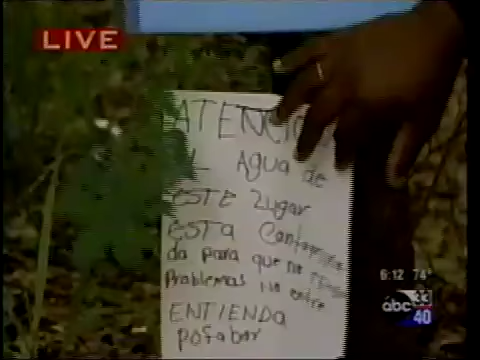 LIVE
ATENCIO
Agua de
ESTE Lugar
ESTA
da para que no
Problemas No entre
ENTIENDA
POFabor
6:12 74°
abc 33
40